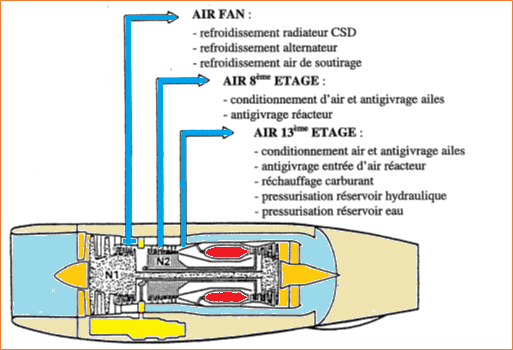 AIR FAN :
- refroidissement radiateur CSD
- refroidissement alternateur
- refroidissement air de soutirage
AIR 8ème ETAGE :
- conditionnement d'air et antigivrage ailes
- antigivrage réacteur
AIR 13ème ETAGE :
- conditionnement air et antigivrage ailes
- antigivrage entrée d'air réacteur
- réchauffage carburant
- pressurisation réservoir hydraulique
- pressurisation réservoir eau
N1
N2